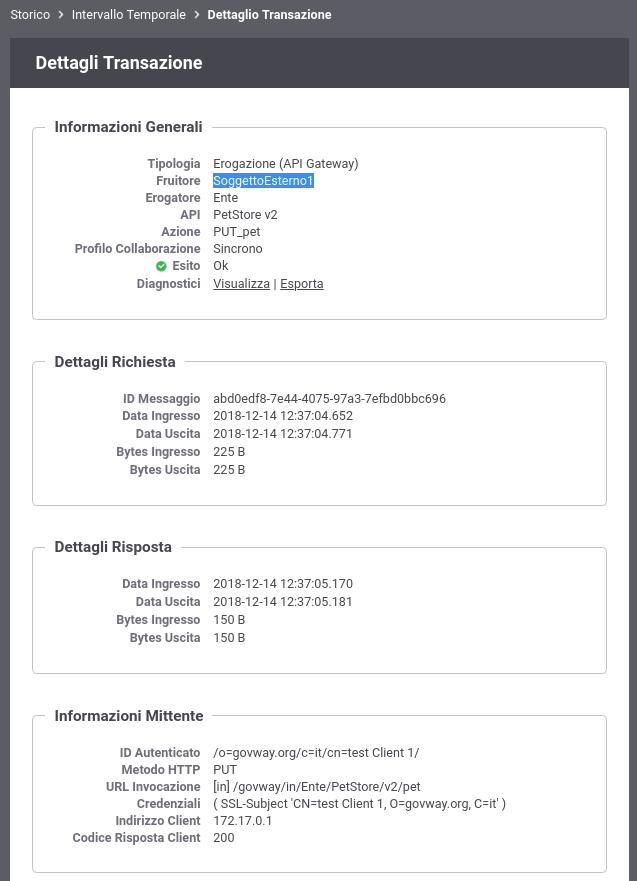 Storico > Intervallo Temporale > Dettaglio Transazione
Dettagli Transazione
Informazioni Generali
Tipologia Erogazione (API Gateway)
Fruitore SoggettoEsterno1
Erogatore Ente
API PetStore v2
Azione PUT_pet
Profilo Collaborazione Sincrono
Esito Ok
Diagnostici Visualizza | Esporta
Dettagli Richiesta
ID Messaggio abd0edf8-7e44-4075-97a3-7efbd0bbc696
Data Ingresso 2018-12-14 12:37:04.652
Data Uscita 2018-12-14 12:37:04.771
Bytes Ingresso 225 B
Bytes Uscita 225 B
Dettagli Risposta
Data Ingresso 2018-12-14 12:37:05.170
Data Uscita 2018-12-14 12:37:05.181
Bytes Ingresso 150 B
Bytes Uscita 150 B
Informazioni Mittente
ID Autenticato /o=govway.org/c=it/cn=test Client 1/
Metodo HTTP PUT
URL Invocazione [in] /govway/in/Ente/PetStore/v2/pet
Credenziali ( SSL-Subject 'CN=test Client 1, O=govway.org, C=it' )
Indirizzo Client 172.17.0.1
Codice Risposta Client 200